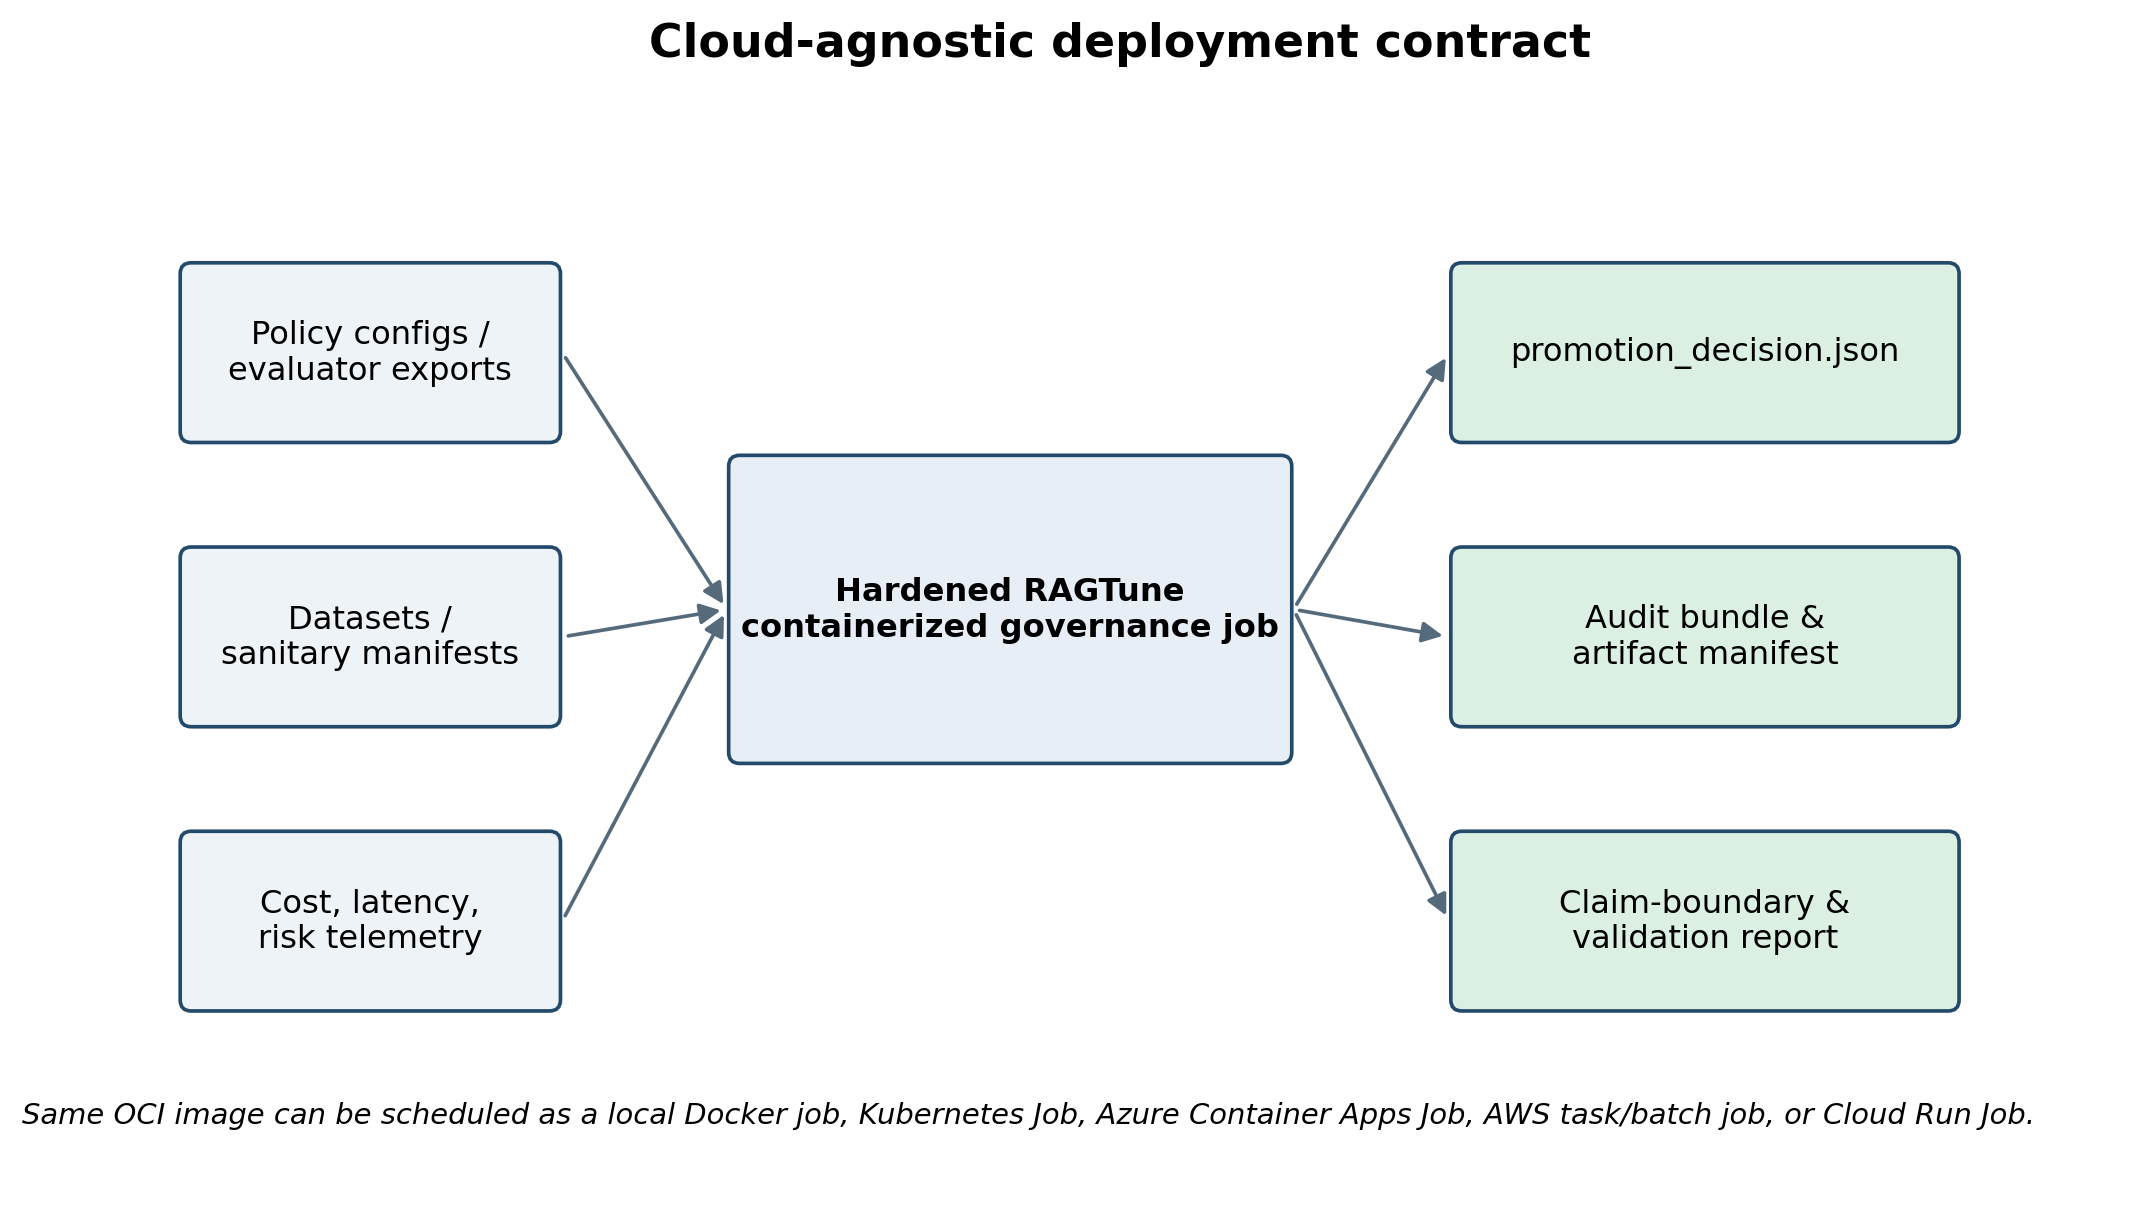 Cloud-agnostic deployment contract
Policy configs /
evaluator exports
Datasets /
sanitary manifests
Cost, latency,
risk telemetry
Hardened RAGTune
containerized governance job
promotion_decision.json
Audit bundle &
artifact manifest
Claim-boundary &
validation report
Same OCI image can be scheduled as a local Docker job, Kubernetes Job, Azure Container Apps Job, AWS task/batch job, or Cloud Run Job.